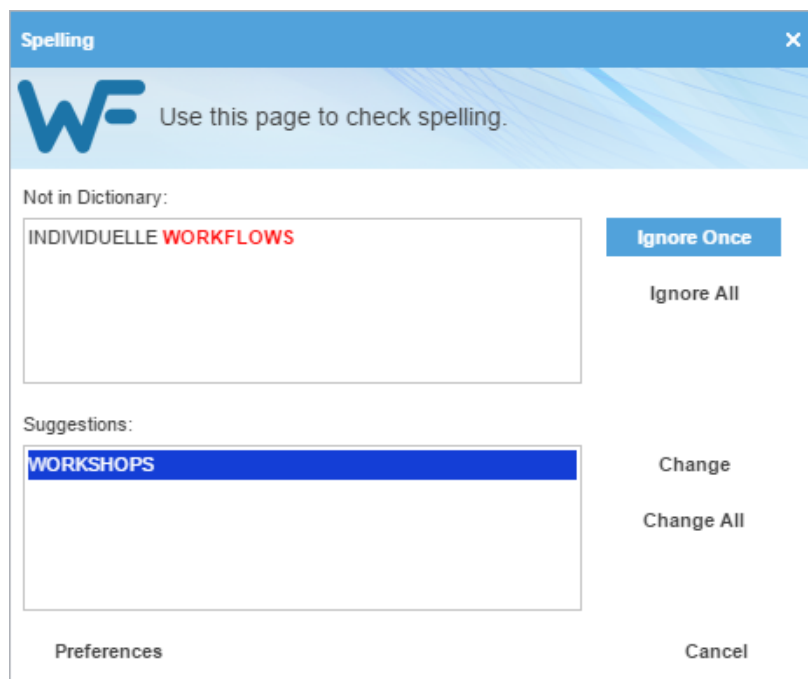 Spelling
WF
Use this page to check spelling.
Not in Dictionary:
INDIVIDUELLE WORKFLOWS
Ignore Once
Ignore All
Suggestions:
WORKSHOPS
Change
Change All
Preferences
Cancel